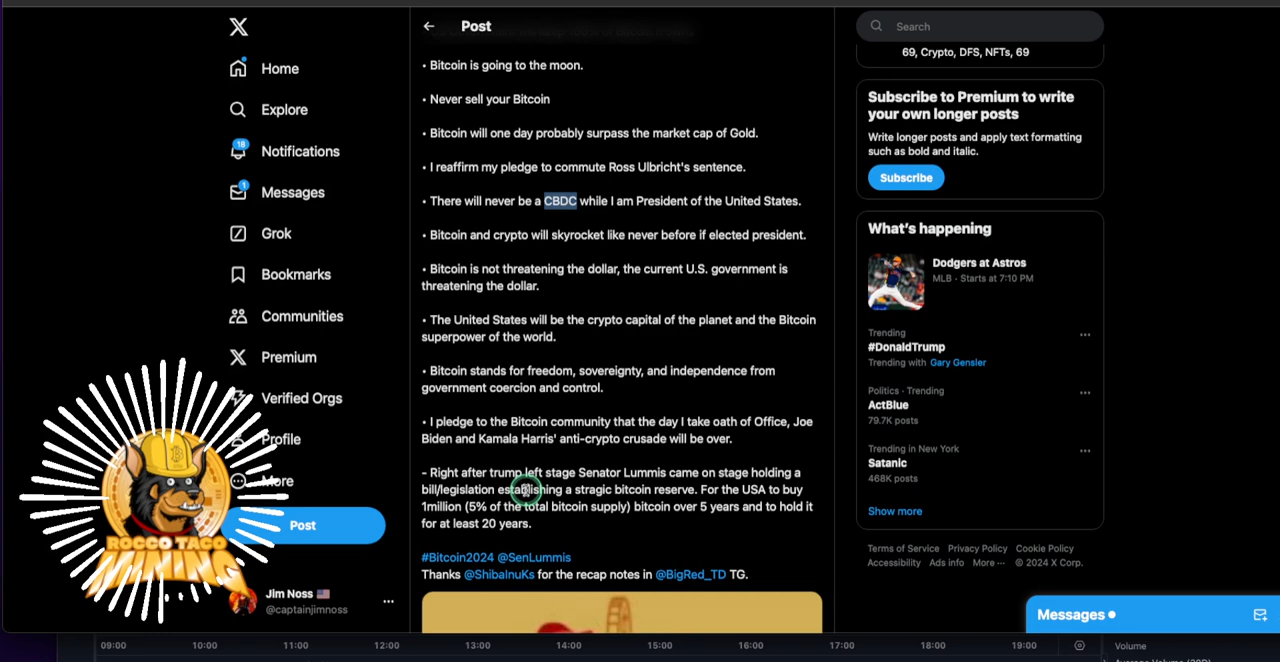 Home
Explore
18
Notifications
1
Messages
Grok
Bookmarks
Communities
Premium
Verified Orgs
Profile
More
Post
ROCCO TACO
MINING
Jim Noss
@captainjimnoss
Post
• Bitcoin is going to the moon.
• Never sell your Bitcoin
• Bitcoin will one day probably surpass the market cap of Gold.
• I reaffirm my pledge to commute Ross Ulbricht's sentence.
• There will never be a CBDC while I am President of the United States.
• Bitcoin and crypto will skyrocket like never before if elected president.
• Bitcoin is not threatening the dollar, the current U.S. government is
threatening the dollar.
• The United States will be the crypto capital of the planet and the Bitcoin
superpower of the world.
• Bitcoin stands for freedom, sovereignty, and independence from
government coercion and control.
• I pledge to the Bitcoin community that the day I take oath of Office, Joe
Biden and Kamala Harris' anti-crypto crusade will be over.
- Right after trump left stage Senator Lummis came on stage holding a
bill/legislation establishing a stragic bitcoin reserve. For the USA to buy
1million (5% of the total bitcoin supply) bitcoin over 5 years and to hold it
for at least 20 years.
#Bitcoin2024 @SenLummis
Thanks @ShibaInuKs for the recap notes in @BigRed_TD TG.
Search
69, Crypto, DFS, NFTs, 69
Subscribe to Premium to write
your own longer posts
Write longer posts and apply text formatting
such as bold and italic.
Subscribe
What's happening
Dodgers at Astros
MLB · Starts at 7:10 PM
Trending
#DonaldTrump
Trending with Gary Gensler
Politics · Trending
ActBlue
79.7K posts
Trending in New York
Satanic
468K posts
Show more
Terms of Service Privacy Policy Cookie Policy
Accessibility Ads info More ··· © 2024 X Corp.
Messages
09:00 10:00 11:00 12:00 13:00 14:00 15:00 16:00 17:00 18:00 19:00
Volume